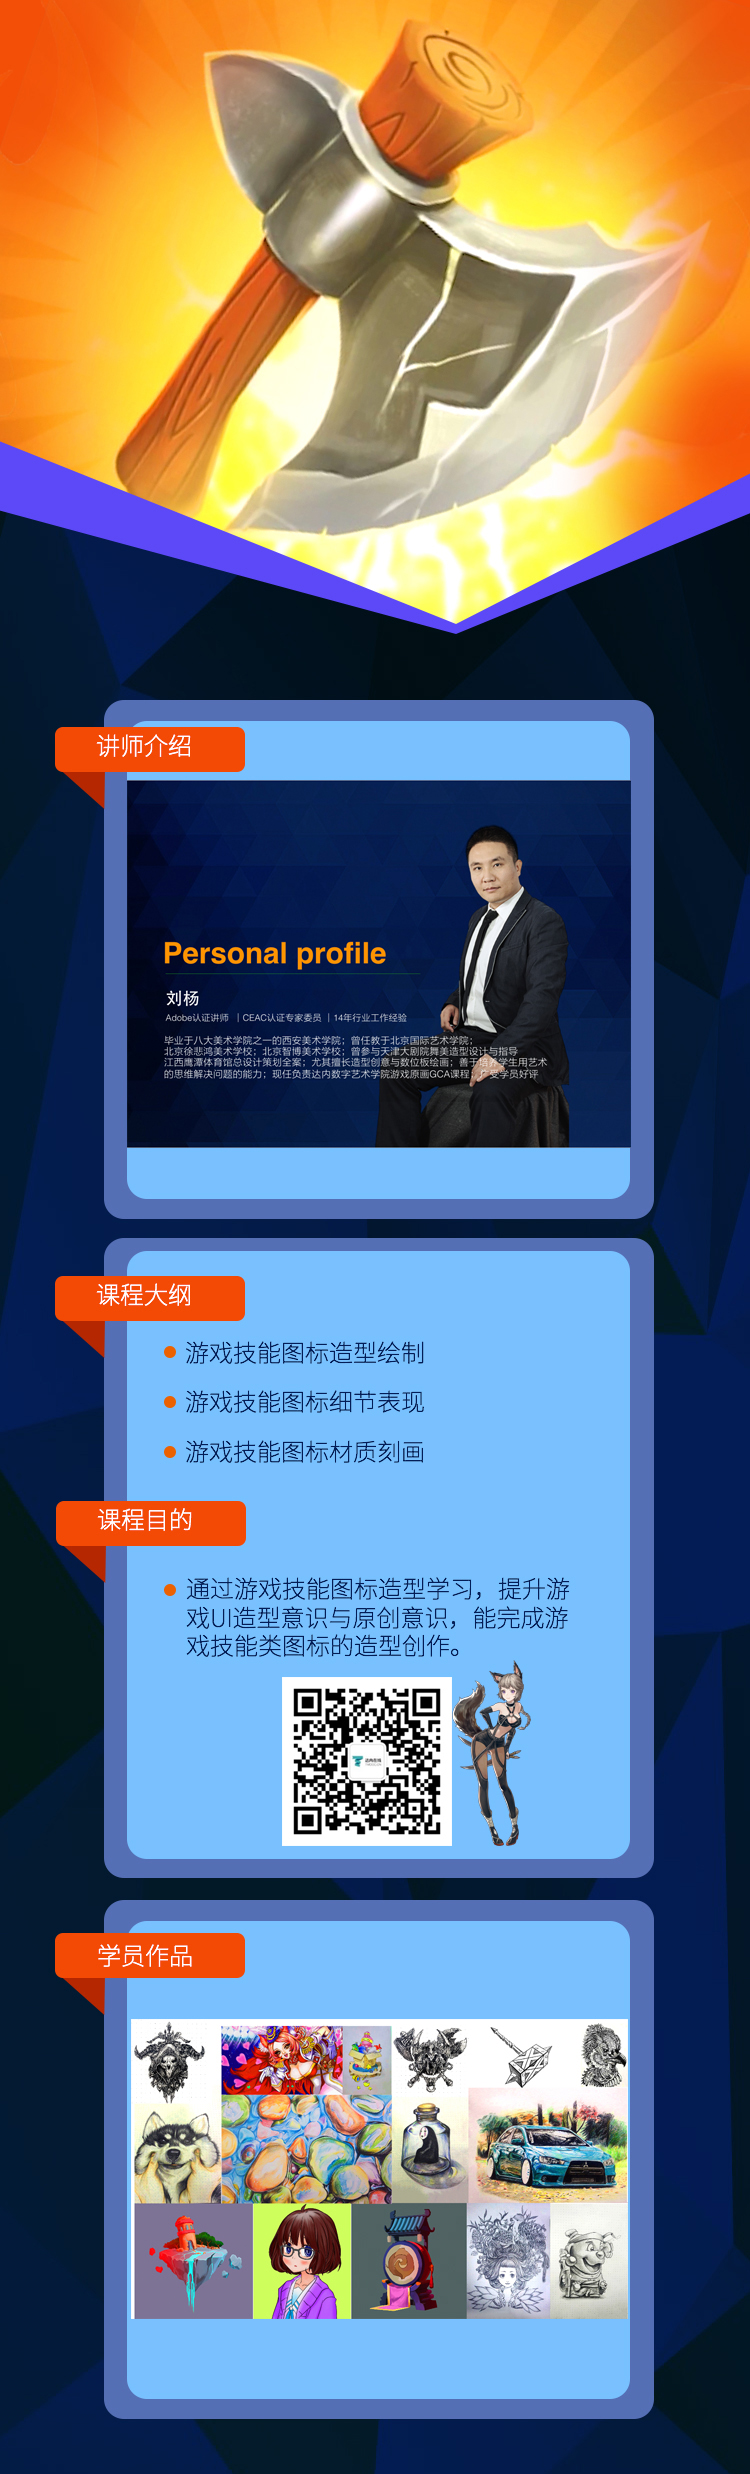 讲师介绍
Personal profile
刘杨
Adobe认证讲师 | CEAC认证专家委员 | 14年行业工作经验
毕业于八大美术学院之一的西安美术学院；曾任教于北京国际艺术学院；
北京徐悲鸿美术学校；北京智博美术学校；曾参与天津大剧院舞美造型设计与指导
江西鹰潭体育馆总设计策划全案；尤其擅长造型创意与数位板绘画；善于培养学生用艺术
的思维解决问题的能力；现任负责达内数字艺术学院游戏原画GCA课程；广受学员好评
课程大纲
游戏技能图标造型绘制
游戏技能图标细节表现
游戏技能图标材质刻画
课程目的
通过游戏技能图标造型学习，提升游
戏UI造型意识与原创意识，能完成游
戏技能类图标的造型创作。
达内在线
学员作品